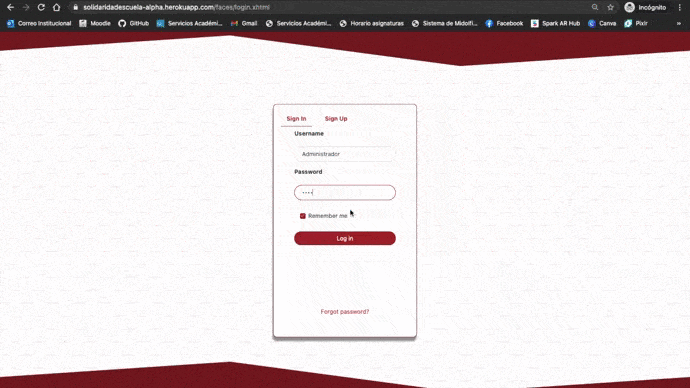 solidaridadescuela-alpha.herokuapp.com/faces/login.xhtml
Incógnito
Correo Institucional Moodle GitHub Servicios Académi... Gmail Servicios Académi... Horario asignaturas Sistema de Midolfi... Facebook Spark AR Hub Canva Pixlr »
Sign In Sign Up
Username
Administrador
Password
····
Remember me
Log in
Forgot password?